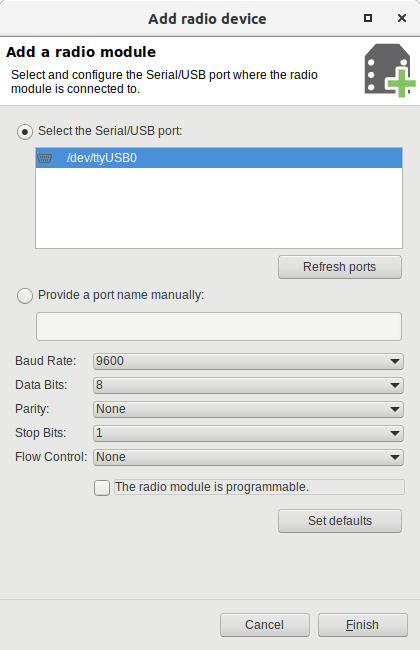 Add radio device
Add a radio module
Select and configure the Serial/USB port where the radio
module is connected to.
Select the Serial/USB port:
/dev/ttyUSB0
Refresh ports
Provide a port name manually:
Baud Rate: 9600
Data Bits: 8
Parity: None
Stop Bits: 1
Flow Control: None
The radio module is programmable.
Set defaults
Cancel Finish